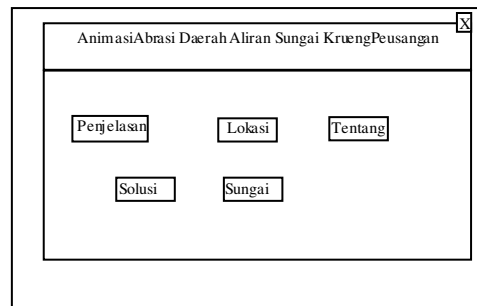 X
AnimasiAbrasi Daerah Aliran Sungai KruengPeusangan
Penjelasan Lokasi Tentang
Solusi Sungai